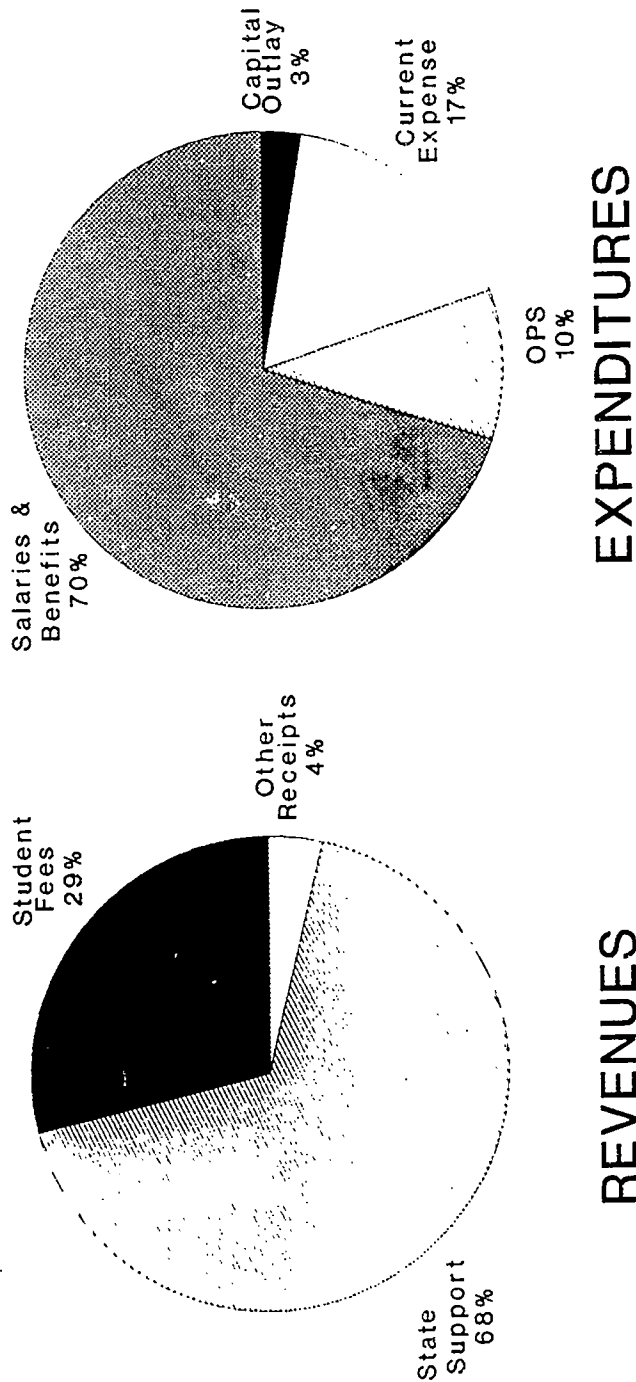 Student
Fees
29%
Other
Receipts
4%
State
Support
68%
REVENUES
Salaries &
Benefits
70%
Capital
Outlay
3%
Current
Expense
17%
OPS
10%
EXPENDITURES